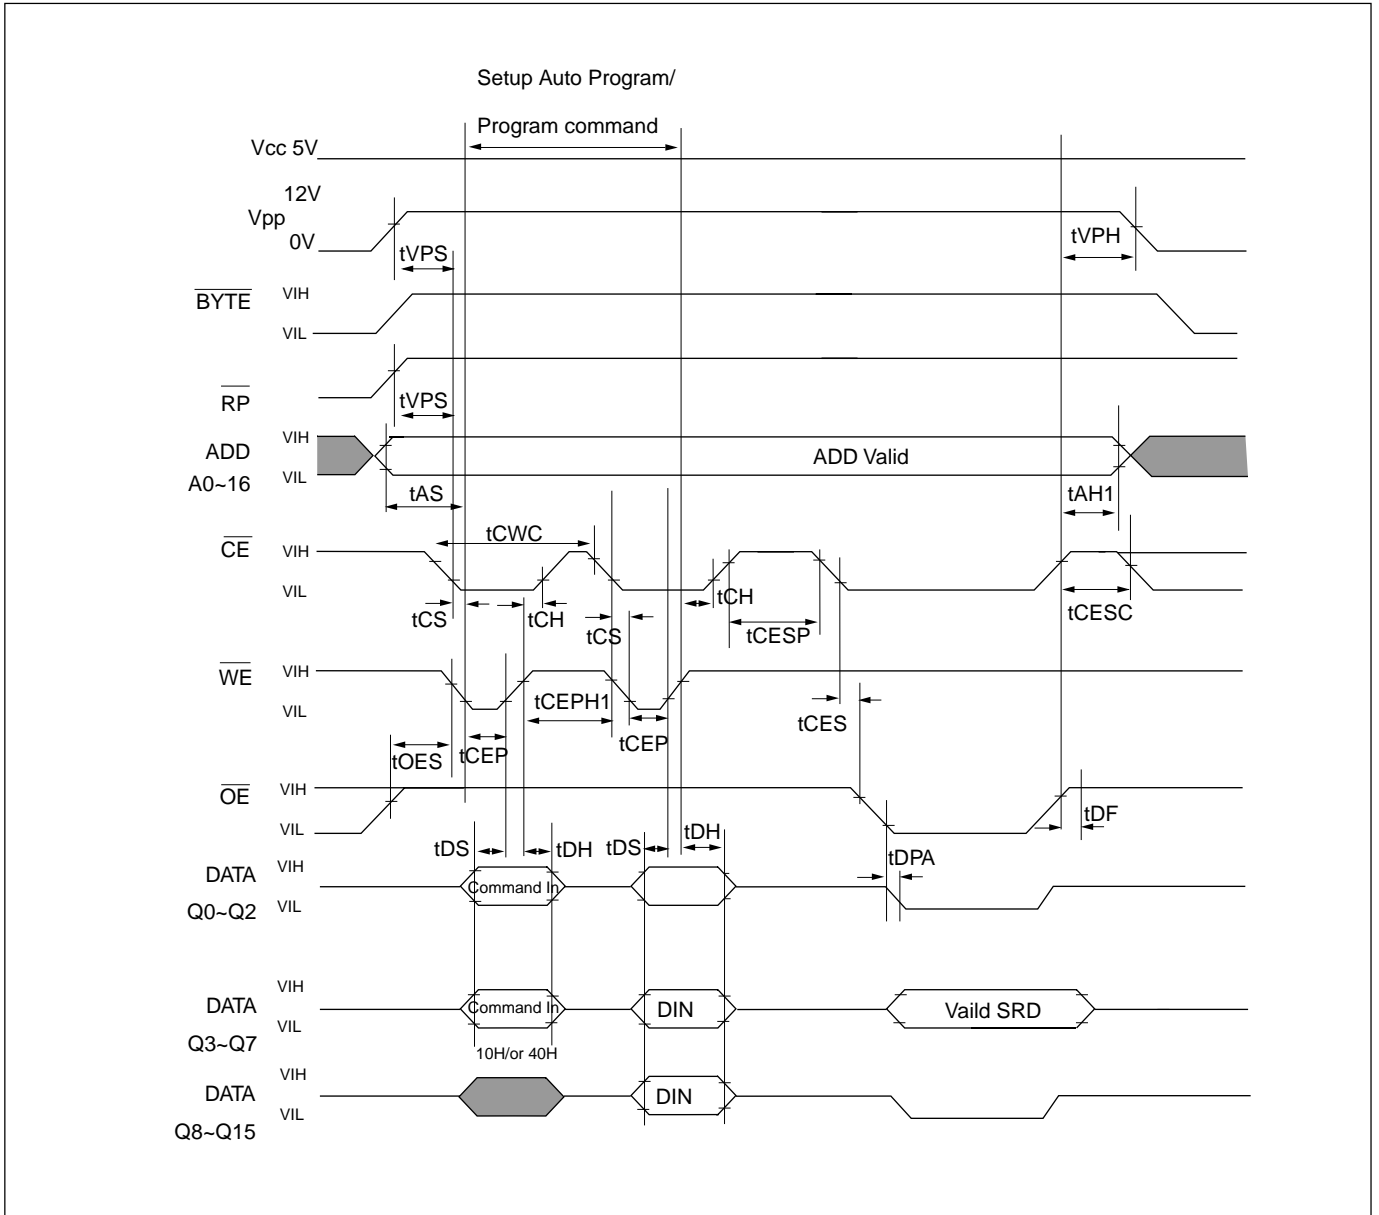 Setup Auto Program/
Program command
Vcc 5V
12V
Vpp
0V
tVPS
tVPH
BYTE
VIH
VIL
RP
tVPS
ADD
A0~16
VIH
VIL
ADD Valid
tAS
tAH1
CE
VIH
VIL
tCWC
tCS
tCH
tCS
tCH
tCESP
tCESC
WE
VIH
VIL
tCEPH1
tCES
tOES
tCEP
tCEP
OE
VIH
VIL
tDF
tDS
tDH
tDS
tDH
tDPA
DATA
Q0~Q2
VIH
VIL
Command In
DATA
Q3~Q7
VIH
VIL
Command In
DIN
Vaild SRD
10H/or 40H
DATA
Q8~Q15
VIH
VIL
DIN